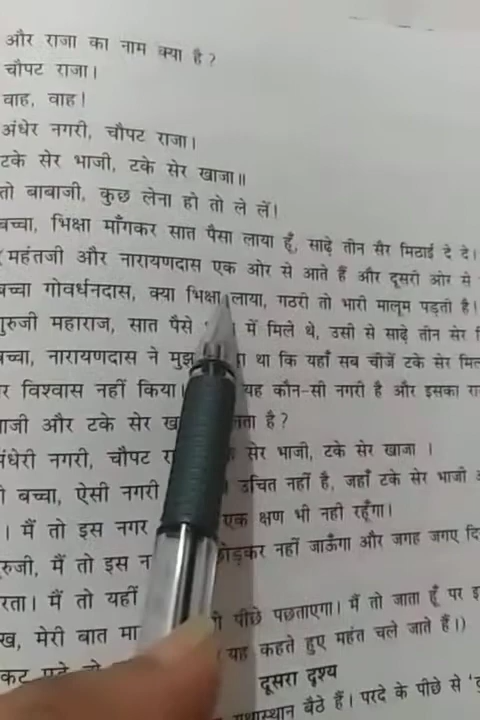 और राजा का नाम क्या है?
चौपट राजा।
वाह, वाह।
अंधेर नगरी, चौपट राजा।
टके सेर भाजी, टके सेर खाजा॥
तो बाबाजी, कुछ लेना हो तो ले लें।
बच्चा, भिक्षा माँगकर सात पैसा लाया हूँ, साढ़े तीन सेर मिठाई दे दे।
महंतजी और नारायणदास एक ओर से आते हैं और दूसरी ओर से
बच्चा गोवर्धनदास, क्या भिक्षा लाया, गठरी तो भारी मालूम पड़ती है।
गुरुजी महाराज, सात पैसे में मिले थे, उसी से साढ़े तीन सेर
बच्चा, नारायणदास ने था कि यहाँ सब चीजें टके सेर
विश्वास नहीं किया। यह कौन-सी नगरी है और इसका
भाजी और टके सेर है?
अंधेरी नगरी, चौपट सेर भाजी, टके सेर खाजा ।
बच्चा, ऐसी नगरी उचित नहीं है, जहाँ टके सेर भाजी
। मैं तो इस नगर एक क्षण भी नही रहूँगा।
मैं तो इस छोड़कर नहीं जाऊँगा और जगह जगए
मैं तो यहीं पीछे पछताएगा। मैं तो जाता हूँ पर
मेरी बात यह कहते हुए महंत चले जाते हैं।)
दूसरा दृश्य
यथास्थान बैठे हैं। परदे के पीछे से